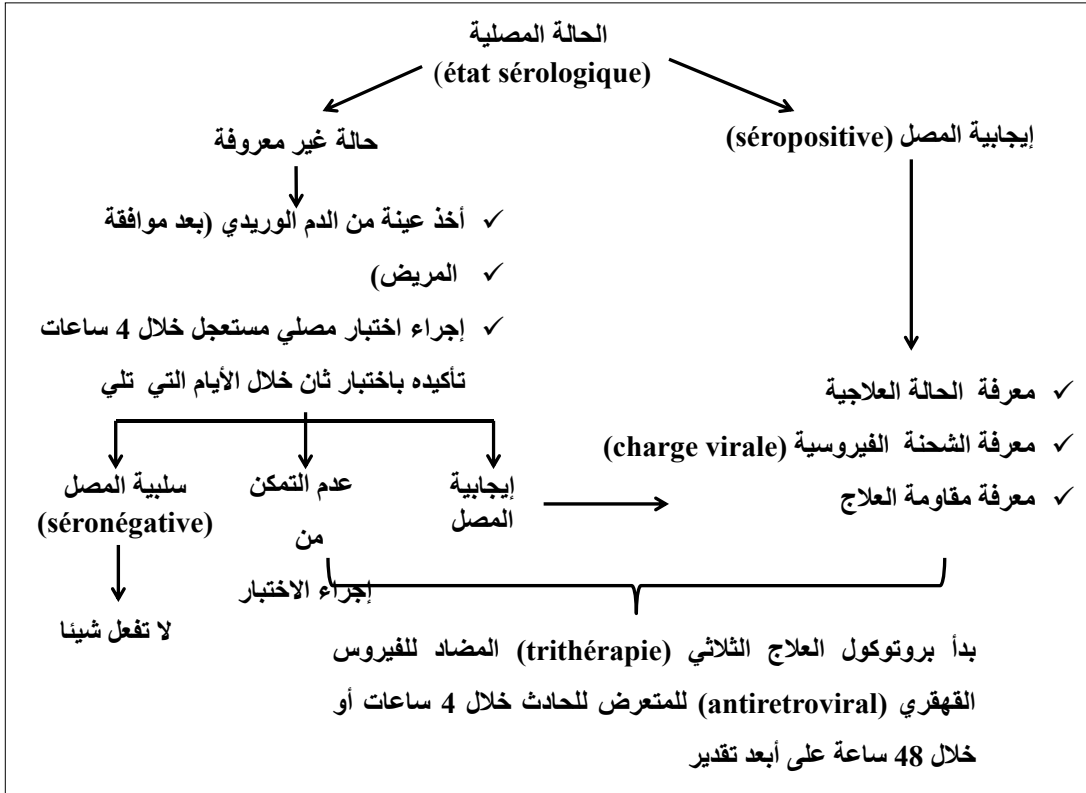 الحالة المصلية
(état sérologique)
إيجابية المصل (séropositive)
حالة غير معروفة
✓ أخذ عينة من الدم الوريدي (بعد موافقة
✓ المريض)
✓ إجراء اختبار مصلي مستعجل خلال 4 ساعات
تأكيده باختبار ثان خلال الأيام التي تلي
✓ معرفة الحالة العلاجية
✓ معرفة الشحنة الفيروسية (charge virale)
✓ معرفة مقاومة العلاج
إيجابية
المصل
عدم التمكن
من
إجراء الاختبار
سلبية المصل
(séronégative)
لا تفعل شيئا
بدأ بروتوكول العلاج الثلاثي (trithérapie) المضاد للفيروس
القهقري (antiretroviral) للمتعرض للحادث خلال 4 ساعات أو
خلال 48 ساعة على أبعد تقدير